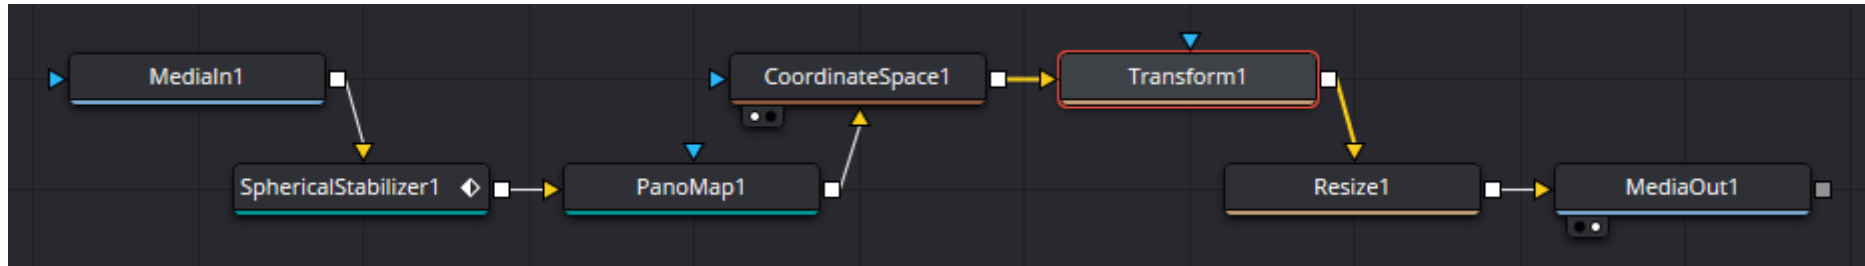 MediaIn1
CoordinateSpace1
Transform1
SphericalStabilizer1
PanoMap1
Resize1
MediaOut1